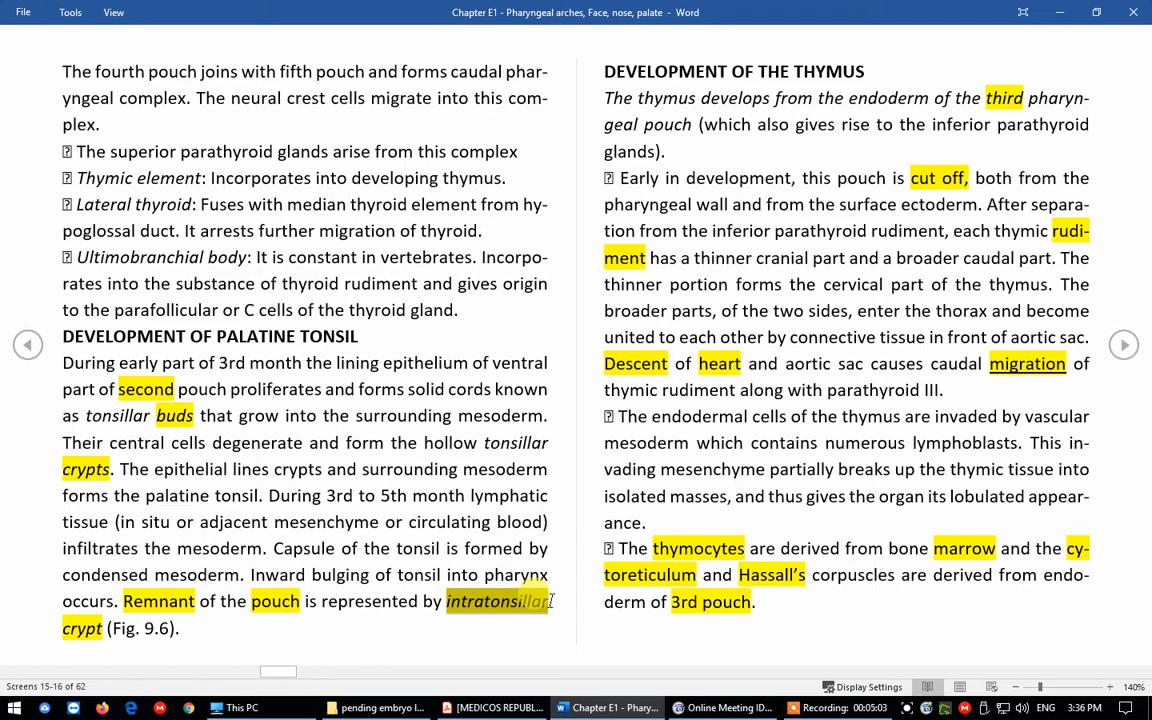 File Tools View Chapter E1 - Pharyngeal arches, Face, nose, palate - Word
The fourth pouch joins with fifth pouch and forms caudal phar-
yngeal complex. The neural crest cells migrate into this com-
plex.
The superior parathyroid glands arise from this complex
Thymic element: Incorporates into developing thymus.
Lateral thyroid: Fuses with median thyroid element from hy-
poglossal duct. It arrests further migration of thyroid.
Ultimobranchial body: It is constant in vertebrates. Incorpo-
rates into the substance of thyroid rudiment and gives origin
to the parafollicular or C cells of the thyroid gland.
DEVELOPMENT OF PALATINE TONSIL
During early part of 3rd month the lining epithelium of ventral
part of second pouch proliferates and forms solid cords known
as tonsillar buds that grow into the surrounding mesoderm.
Their central cells degenerate and form the hollow tonsillar
crypts. The epithelial lines crypts and surrounding mesoderm
forms the palatine tonsil. During 3rd to 5th month lymphatic
tissue (in situ or adjacent mesenchyme or circulating blood)
infiltrates the mesoderm. Capsule of the tonsil is formed by
condensed mesoderm. Inward bulging of tonsil into pharynx
occurs. Remnant of the pouch is represented by intratonsillar
crypt (Fig. 9.6).
DEVELOPMENT OF THE THYMUS
The thymus develops from the endoderm of the third pharyn-
geal pouch (which also gives rise to the inferior parathyroid
glands).
Early in development, this pouch is cut off, both from the
pharyngeal wall and from the surface ectoderm. After separa-
tion from the inferior parathyroid rudiment, each thymic rudi-
ment has a thinner cranial part and a broader caudal part. The
thinner portion forms the cervical part of the thymus. The
broader parts, of the two sides, enter the thorax and become
united to each other by connective tissue in front of aortic sac.
Descent of heart and aortic sac causes caudal migration of
thymic rudiment along with parathyroid III.
The endodermal cells of the thymus are invaded by vascular
mesoderm which contains numerous lymphoblasts. This in-
vading mesenchyme partially breaks up the thymic tissue into
isolated masses, and thus gives the organ its lobulated appear-
ance.
The thymocytes are derived from bone marrow and the cy-
toreticulum and Hassall's corpuscles are derived from endo-
derm of 3rd pouch.
Screens 15-16 of 62 Display Settings 140%
This PC pending embryo l... [MEDICOS REPUBL... Chapter E1 - Phary... Online Meeting ID... Recording: 00:05:03 3:36 PM